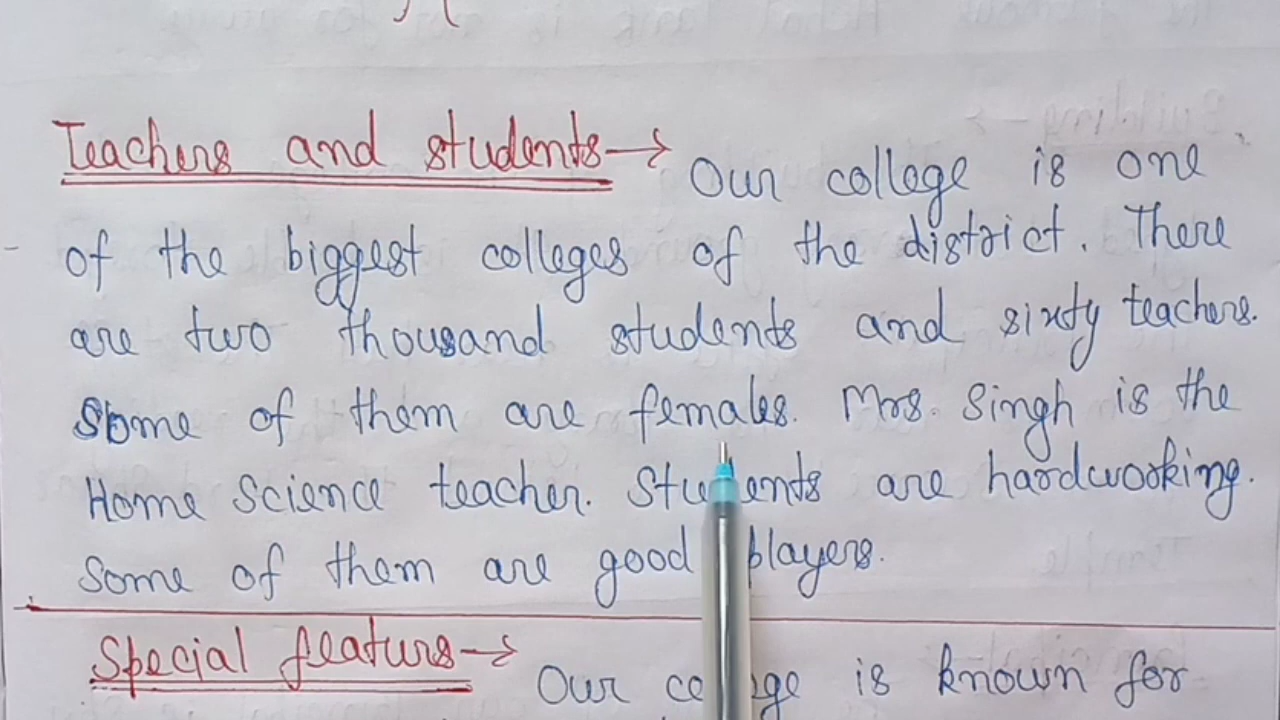 Teachers and students→ Our college is one
of the biggest colleges of the district. There
are two thousand students and sixty teachers.
Some of them are females. Mrs. Singh is the
Home Science teacher. Students are hardworking.
Some of them are good players.
Special featurs→ Our college is known for